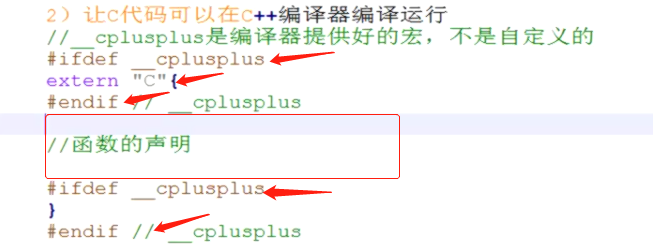 2）让C代码可以在C++编译器编译运行
//__cplusplus是编译器提供好的宏，不是自定义的
#ifdef __cplusplus
extern "C"{
#endif // __cplusplus
//函数的声明
#ifdef __cplusplus
}
#endif // __cplusplus